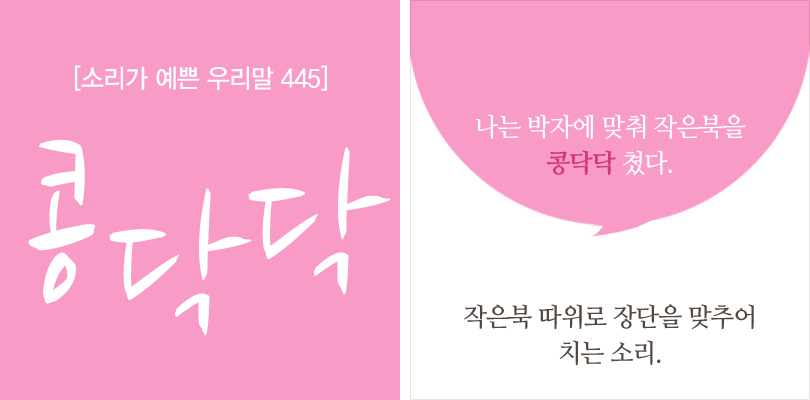 [소리가 예쁜 우리말 445]
콩닥닥
나는 박자에 맞춰 작은북을
콩닥닥 쳤다.
작은북 따위로 장단을 맞추어
치는 소리.